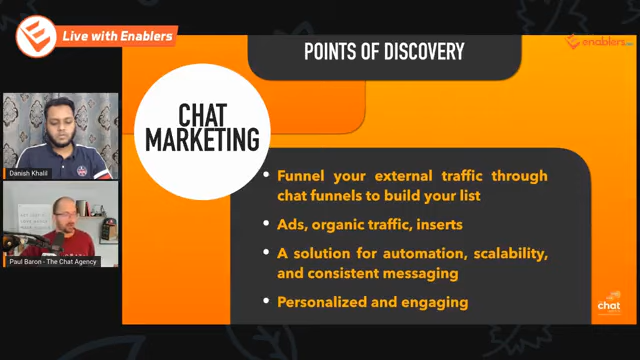 Live with Enablers
POINTS OF DISCOVERY
enablers
CHAT
MARKETING
Danish Khalil
Paul Baron - The Chat Agency
• Funnel your external traffic through
chat funnels to build your list
• Ads, organic traffic, inserts
• A solution for automation, scalability,
and consistent messaging
• Personalized and engaging
chat